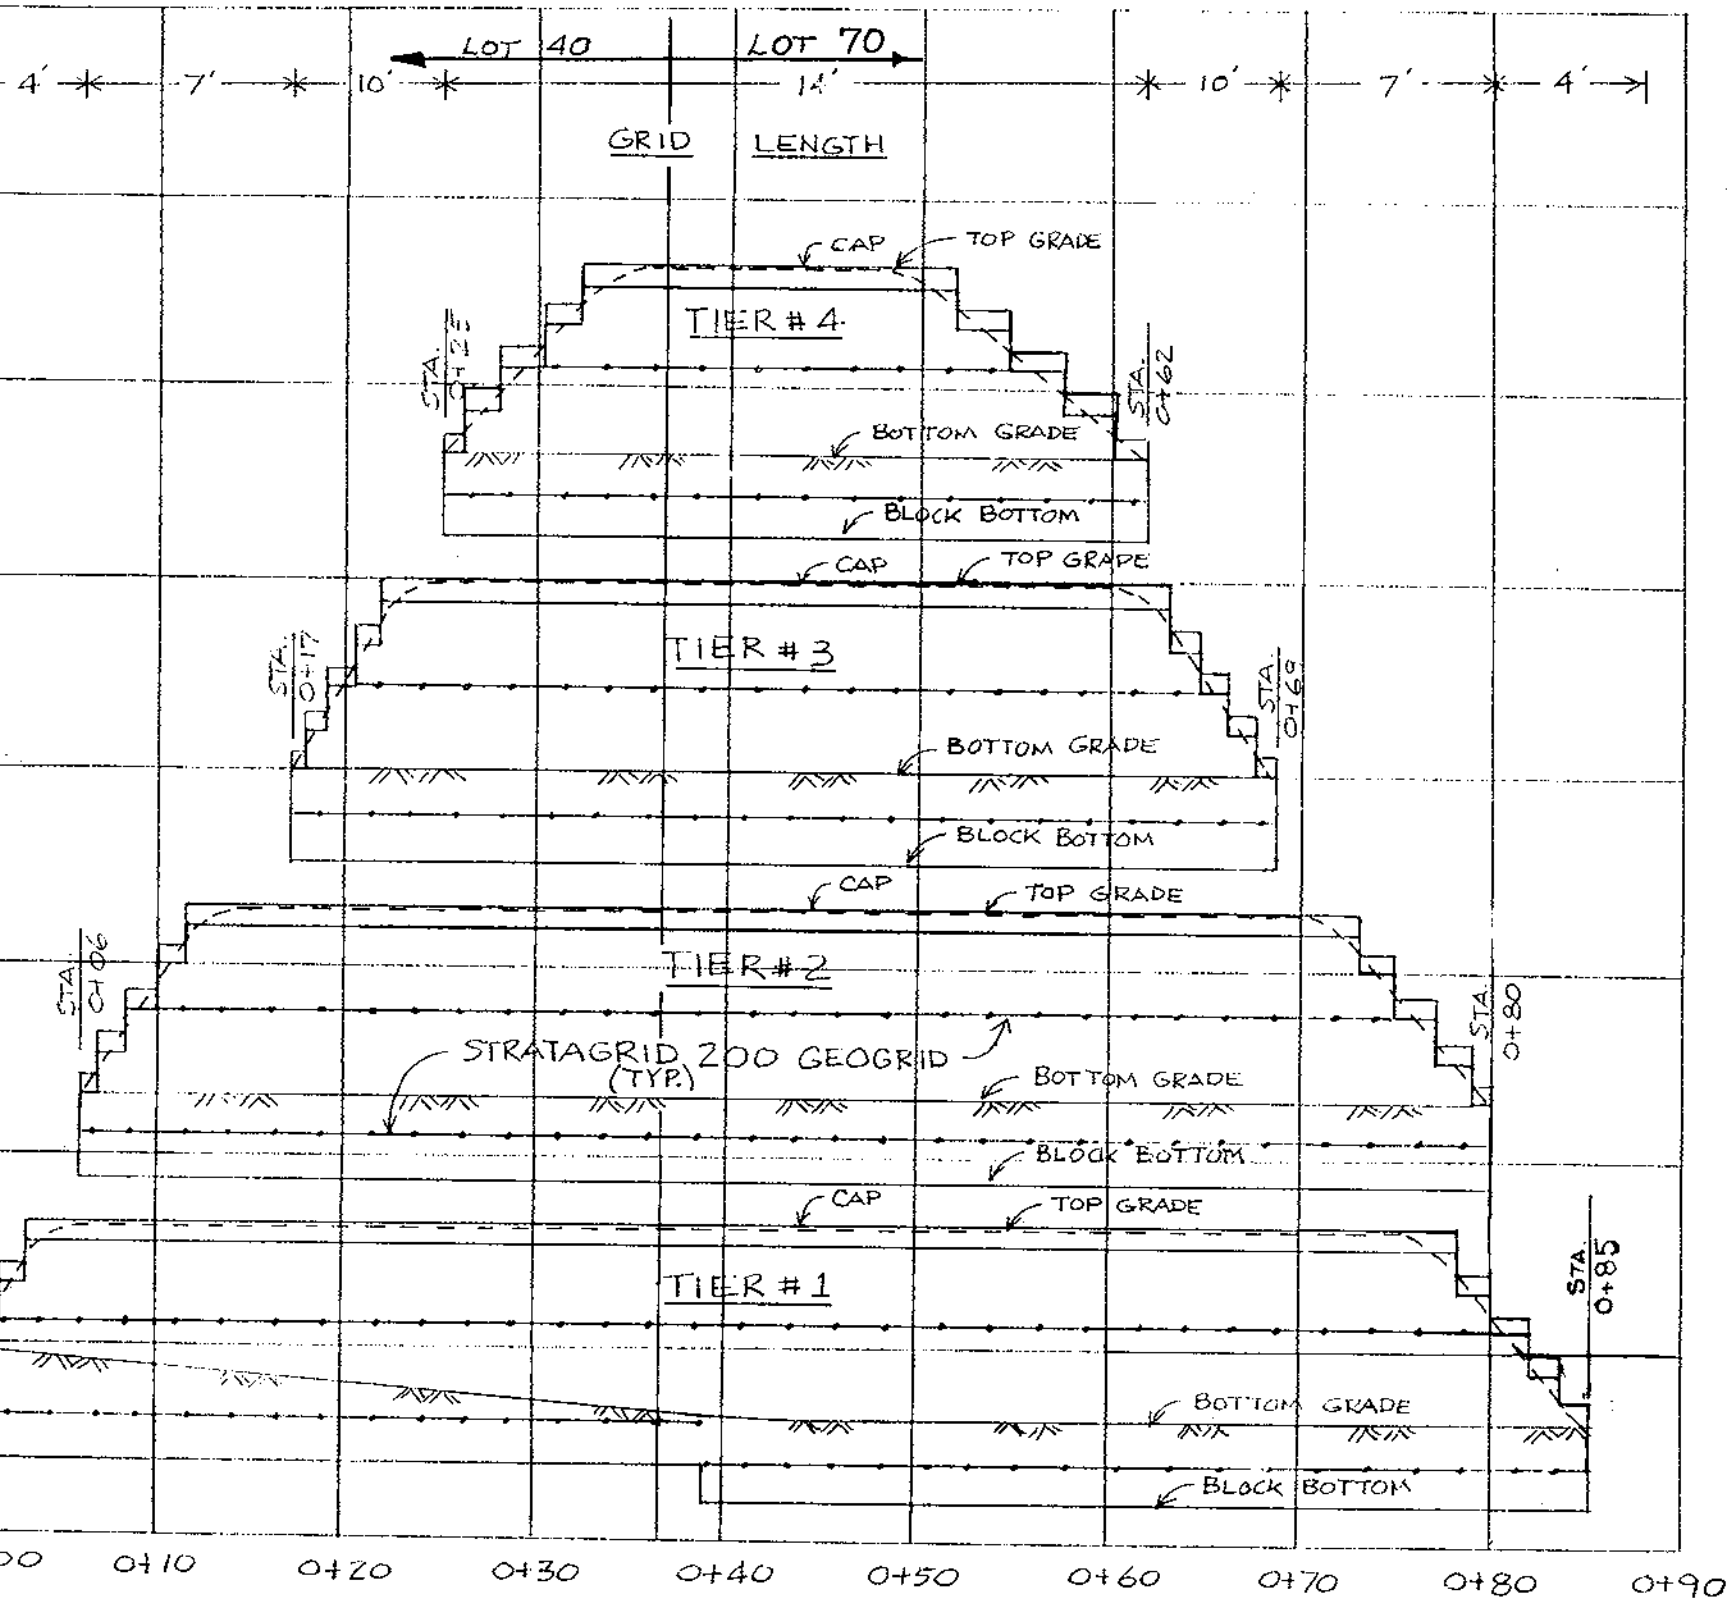 LOT 40 LOT 70
4' 7' 10' 14' 10' 7' 4'
GRID LENGTH
CAP TOP GRADE
TIER # 4
STA. 0+25
STA. 0+62
BOTTOM GRADE
BLOCK BOTTOM
CAP TOP GRADE
TIER # 3
STA. 0+17
STA. 0+69
BOTTOM GRADE
BLOCK BOTTOM
CAP TOP GRADE
TIER # 2
STA. 0+06
STA. 0+80
STRATAGRID 200 GEOGRID
(TYP.)
BOTTOM GRADE
BLOCK BOTTOM
CAP TOP GRADE
TIER # 1
STA. 0+85
BOTTOM GRADE
BLOCK BOTTOM
00 0+10 0+20 0+30 0+40 0+50 0+60 0+70 0+80 0+90